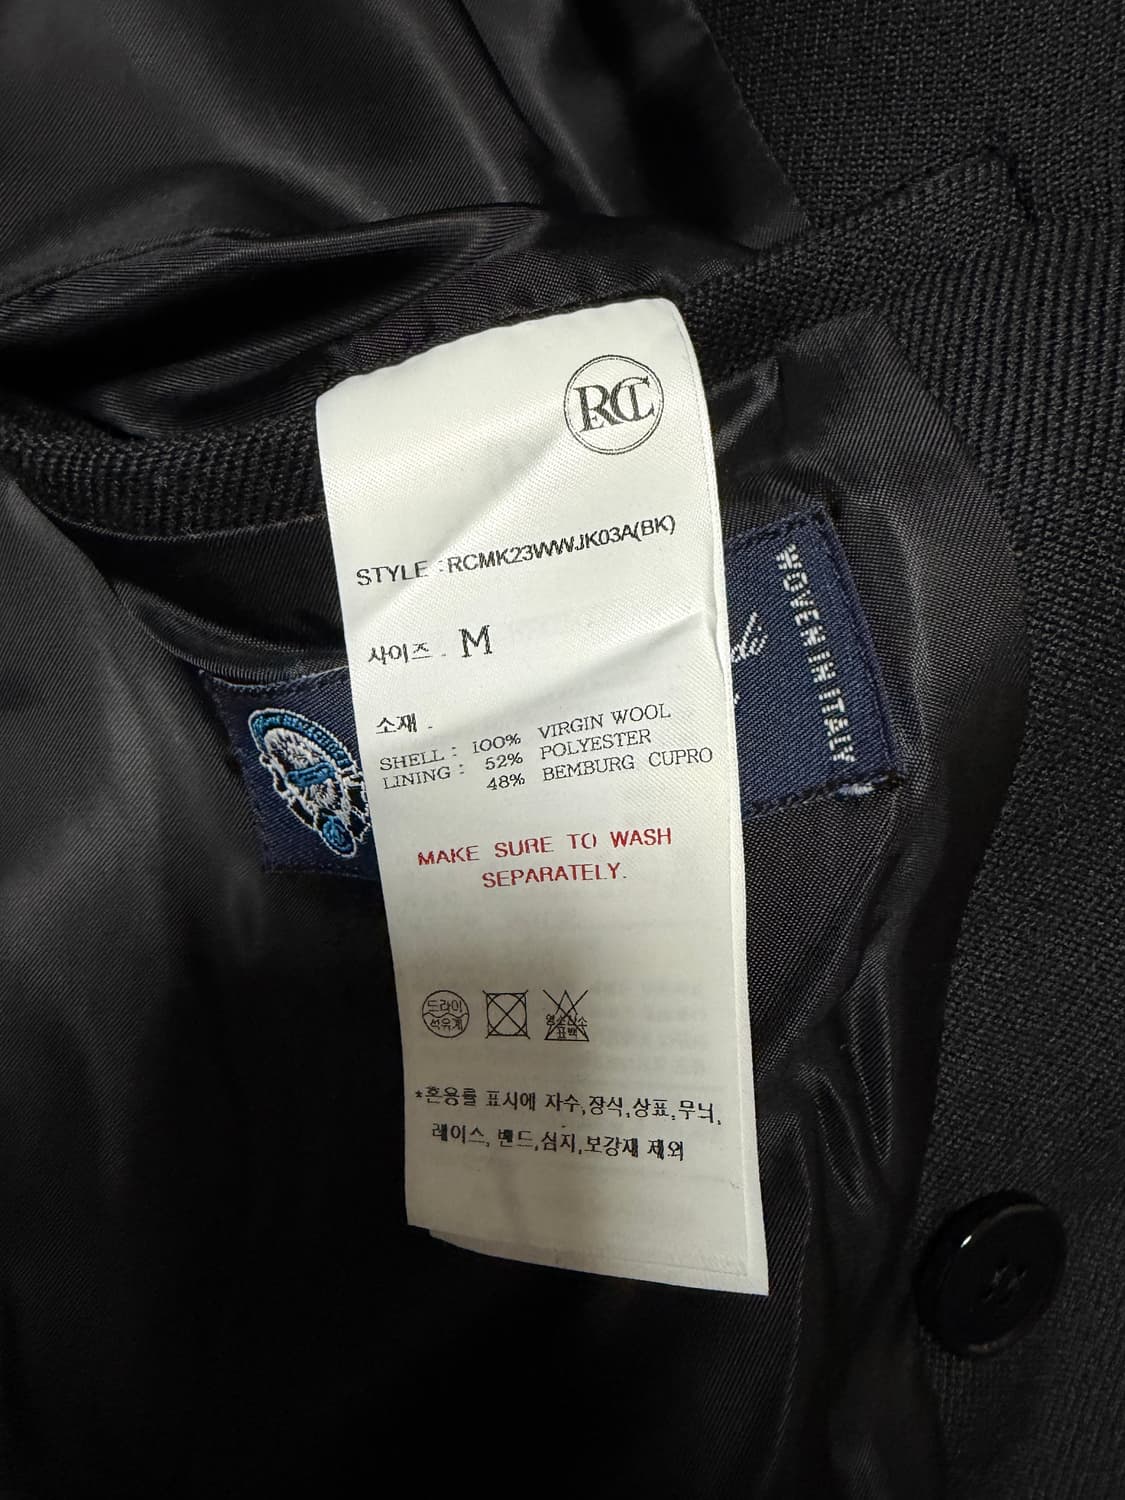 RCT
STYLE : RCMK23WWJK03A(BK)
사이즈 . M
소재 .
SHELL : 100% VIRGIN WOOL
LINING : 52% POLYESTER
48% BEMBURG CUPRO
MAKE SURE TO WASH
SEPARATELY.
드라이
석유계
염소산소
표백
*혼용률 표시에 자수,장식,상표,무늬,
레이스, 밴드,심지,보강재 제외
WOVEN IN ITALY